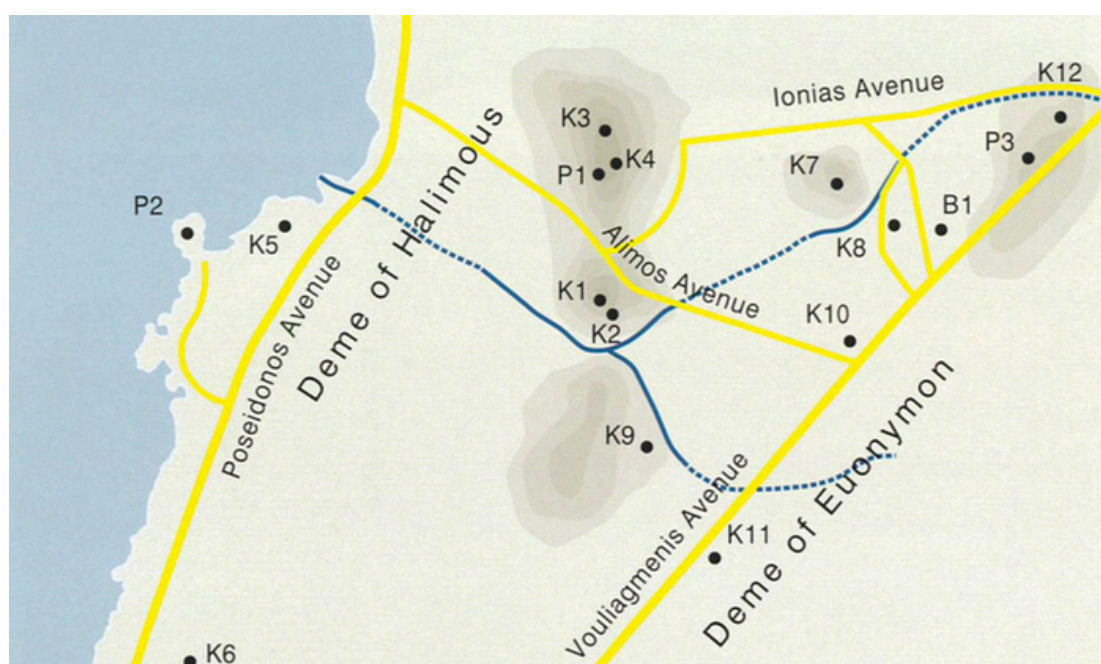 K12
Ionias Avenue
K3
P3
K4
P1
K7
P2
B1
K5
K8
Alimos Avenue
Deme of Halimous
K1
K2
K10
Poseidonos Avenue
K9
Deme of Euonymon
Vouliagmenis Avenue
K11
K6